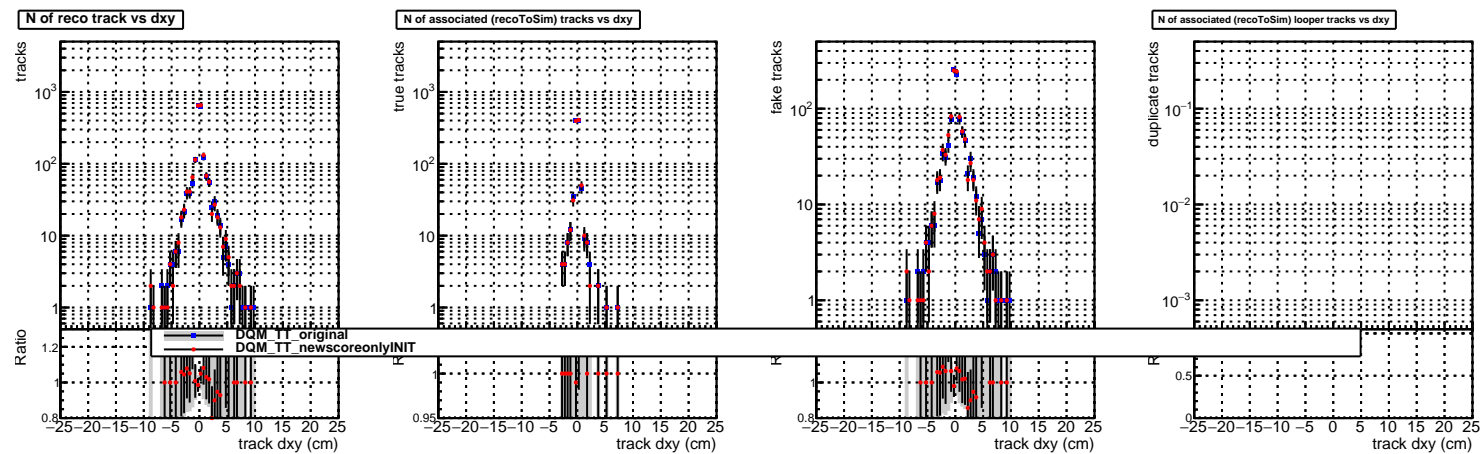 N of reco track vs dxy
tracks
10³
10²
10
1
Ratio
1.2
1
0.8
−25 −20 −15 −10 −5 0 5 10 15 20 25
track dxy (cm)
N of associated (recoToSim) tracks vs dxy
true tracks
10³
10²
10
1
1
0.95
−25 −20 −15 −10 −5 0 5 10 15 20 25
track dxy (cm)
fake tracks
10²
10
1
1
0.8
−25 −20 −15 −10 −5 0 5 10 15 20 25
track dxy (cm)
N of associated (recoToSim) looper tracks vs dxy
duplicate tracks
10⁻¹
10⁻²
10⁻³
0.5
0
−25 −20 −15 −10 −5 0 5 10 15 20 25
track dxy (cm)
DQM_TT_original
DQM_TT_newscoreonlyINIT